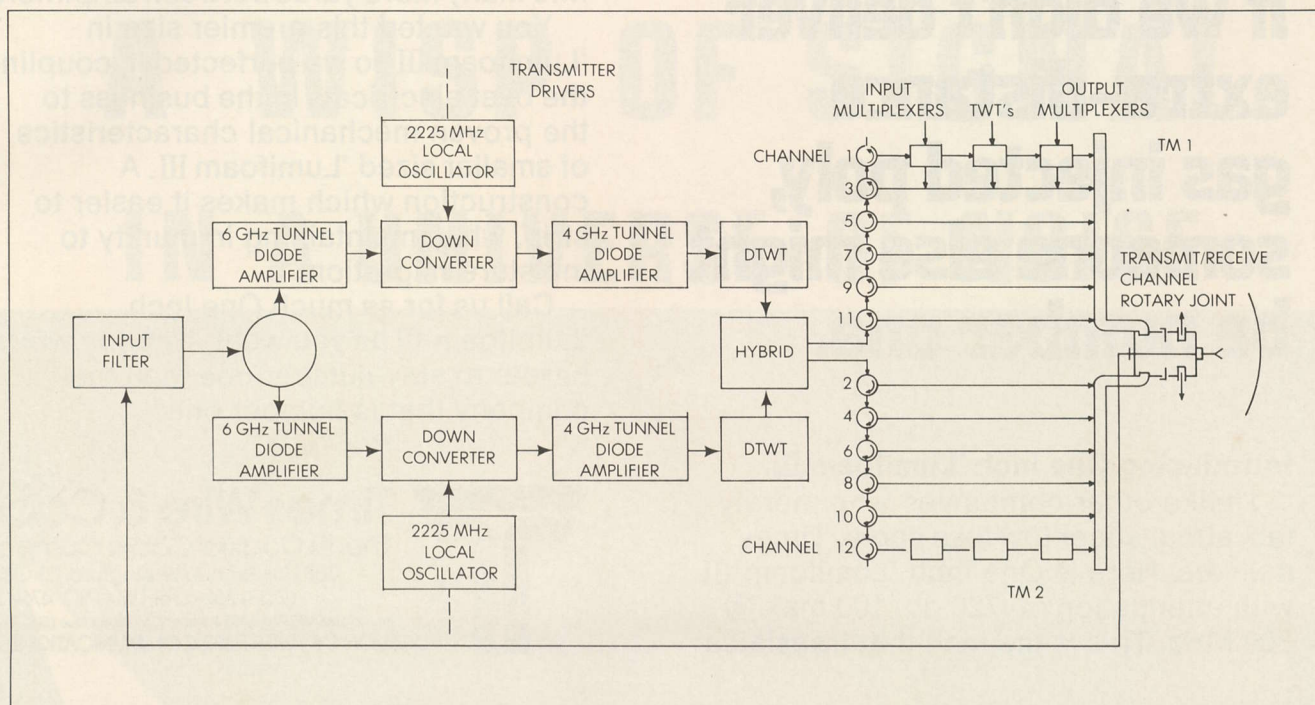 TRANSMITTER
DRIVERS
2225 MHz
LOCAL
OSCILLATOR
6 GHz TUNNEL
DIODE
AMPLIFIER
DOWN
CONVERTER
4 GHz TUNNEL
DIODE
AMPLIFIER
DTWT
INPUT
FILTER
HYBRID
6 GHz TUNNEL
DIODE
AMPLIFIER
DOWN
CONVERTER
4 GHz TUNNEL
DIODE
AMPLIFIER
DTWT
2225 MHz
LOCAL
OSCILLATOR
INPUT
MULTIPLEXERS
TWT's
OUTPUT
MULTIPLEXERS
CHANNEL 1
3
5
7
9
11
2
4
6
8
10
CHANNEL 12
TM 1
TRANSMIT/RECEIVE
CHANNEL
ROTARY JOINT
TM 2